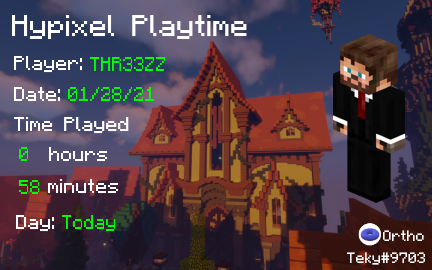 Hypixel Playtime
Player: THR33ZZ
Date: 01/28/21
Time Played
0 hours
58 minutes
Day: Today
Ortho
Teky#9703